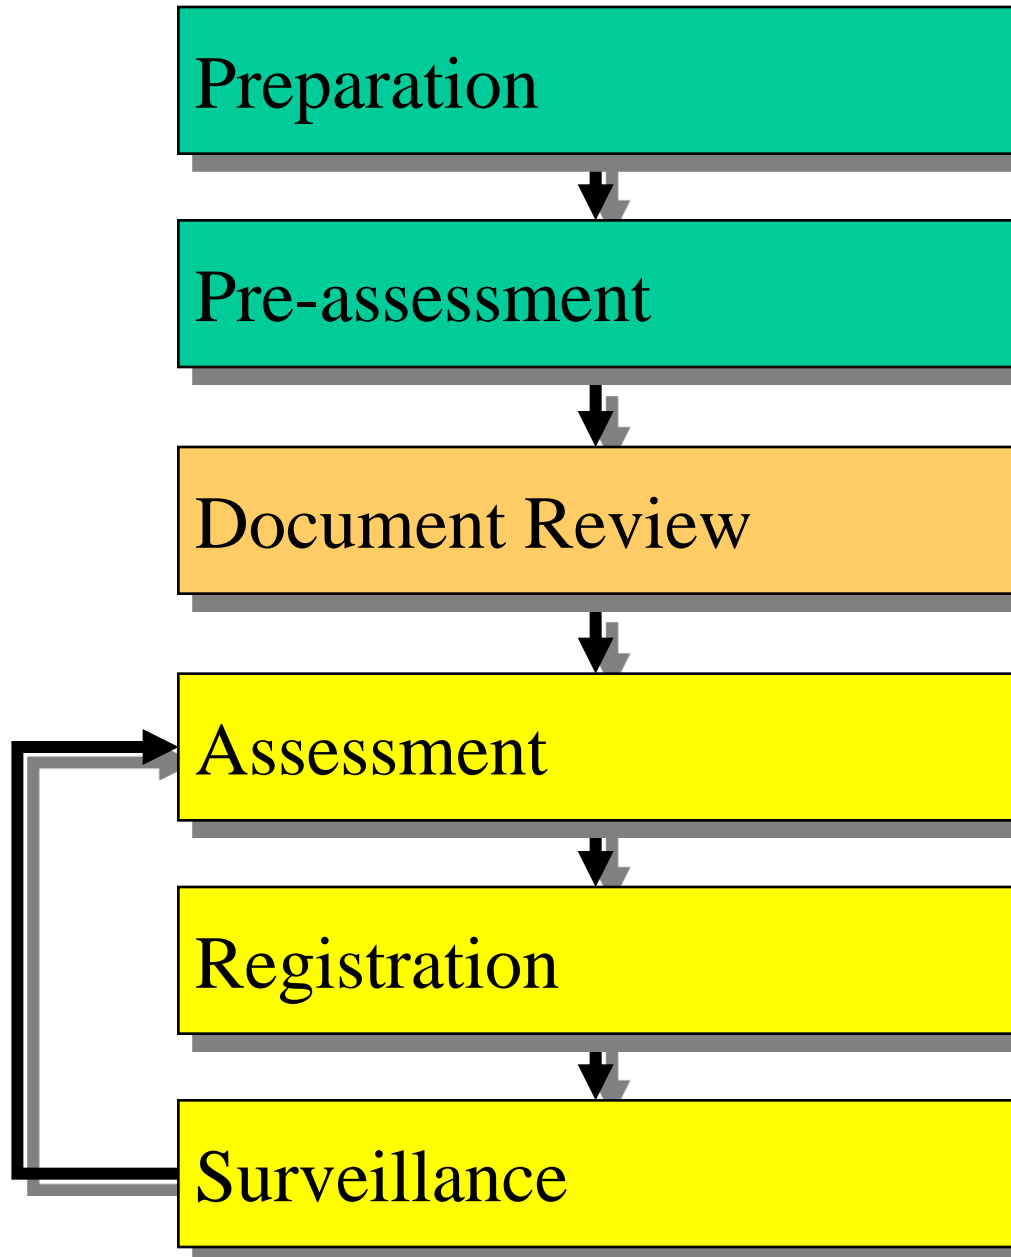 Preparation
Pre-assessment
Document Review
Assessment
Registration
Surveillance